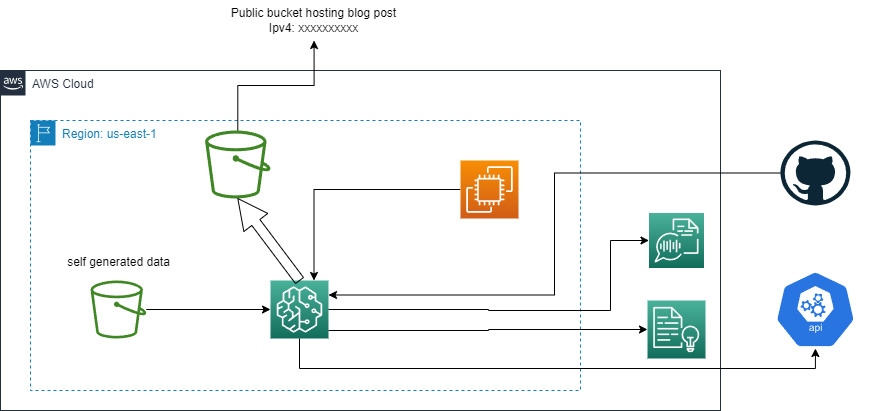 Public bucket hosting blog post
Ipv4: xxxxxxxxxx
aws
AWS Cloud
Region: us-east-1
self generated data
api